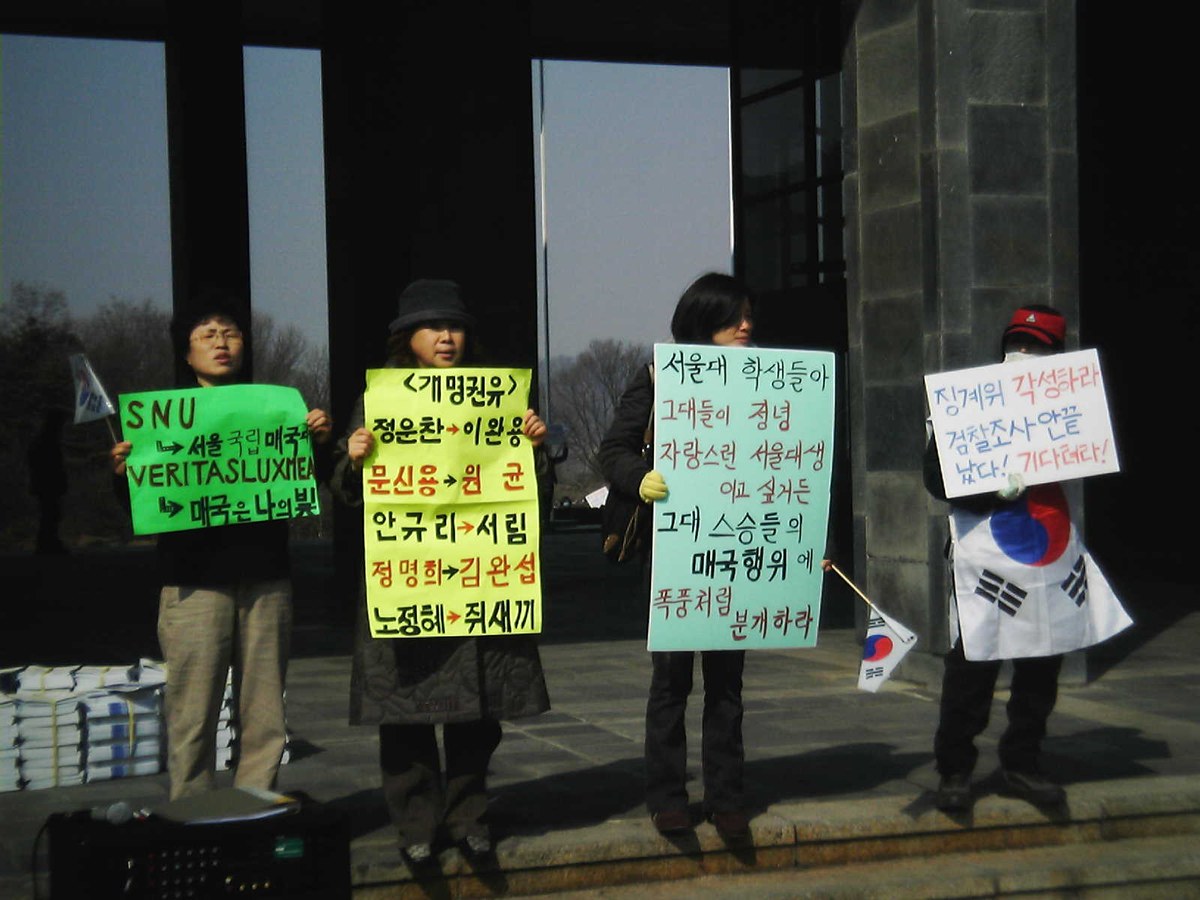 SNU
↳ 서울 국립 매국
VERITASLUXMEA
↳ 매국은 나의 빛
<개명권유>
정운찬→이완용
문신용→원 균
안규리→서림
정명희→김완섭
노정혜→쥐새끼
서울대 학생들아
그대들이 정녕
자랑스런 서울대생
이고 싶거든
그대 스승들의
매국행위에
폭풍처럼
분개하라
징계위 각성하라
검찰조사 안끝
났다! 기다려라!